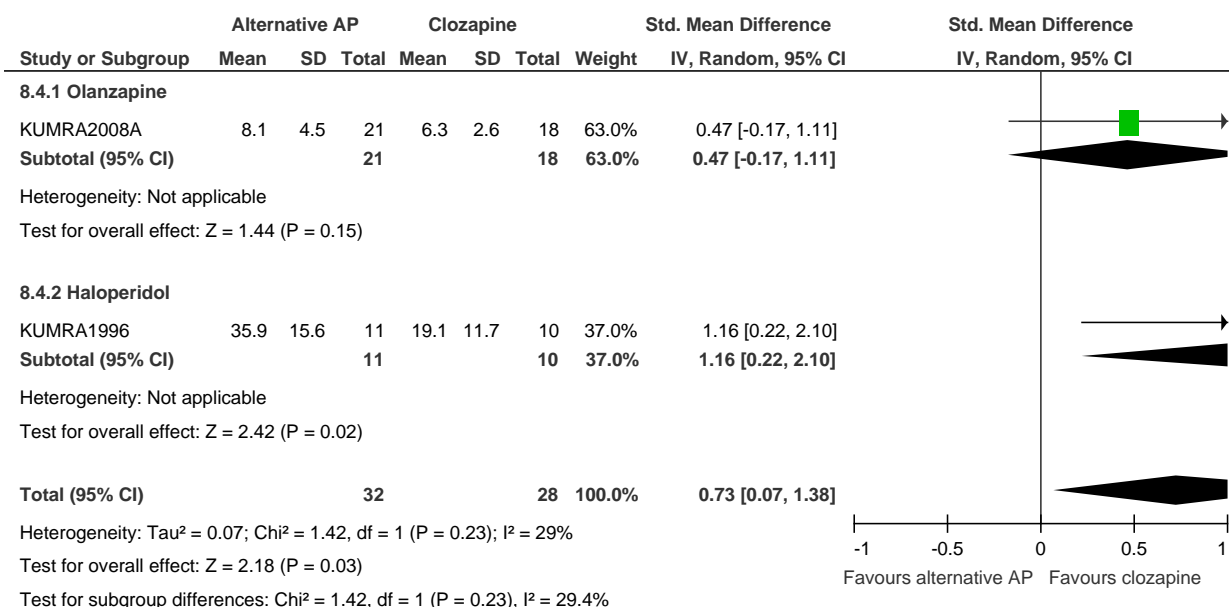 Alternative AP Clozapine Std. Mean Difference Std. Mean Difference
Study or Subgroup Mean SD Total Mean SD Total Weight IV, Random, 95% CI IV, Random, 95% CI
8.4.1 Olanzapine
KUMRA2008A 8.1 4.5 21 6.3 2.6 18 63.0% 0.47 [-0.17, 1.11]
Subtotal (95% CI) 21 18 63.0% 0.47 [-0.17, 1.11]
Heterogeneity: Not applicable
Test for overall effect: Z = 1.44 (P = 0.15)
8.4.2 Haloperidol
KUMRA1996 35.9 15.6 11 19.1 11.7 10 37.0% 1.16 [0.22, 2.10]
Subtotal (95% CI) 11 10 37.0% 1.16 [0.22, 2.10]
Heterogeneity: Not applicable
Test for overall effect: Z = 2.42 (P = 0.02)
Total (95% CI) 32 28 100.0% 0.73 [0.07, 1.38]
Heterogeneity: Tau² = 0.07; Chi² = 1.42, df = 1 (P = 0.23); I² = 29%
Test for overall effect: Z = 2.18 (P = 0.03)
Test for subgroup differences: Chi² = 1.42, df = 1 (P = 0.23), I² = 29.4%
-1 -0.5 0 0.5 1
Favours alternative AP Favours clozapine